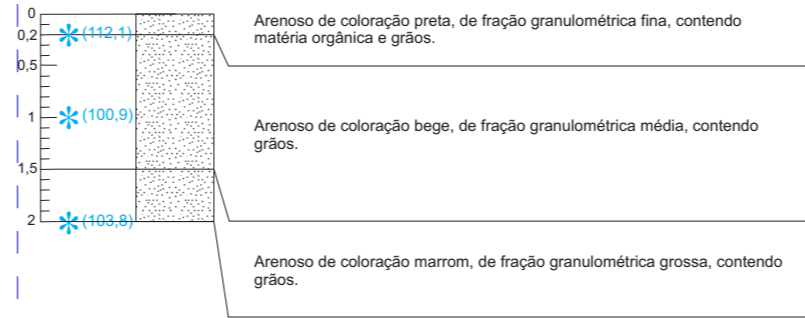 0
Arenoso de coloração preta, de fração granulométrica fina, contendo
matéria orgânica e grãos.
0,2
(112,1)
0,5
1
(100,9)
Arenoso de coloração bege, de fração granulométrica média, contendo
grãos.
1,5
2
(103,8)
Arenoso de coloração marrom, de fração granulométrica grossa, contendo
grãos.